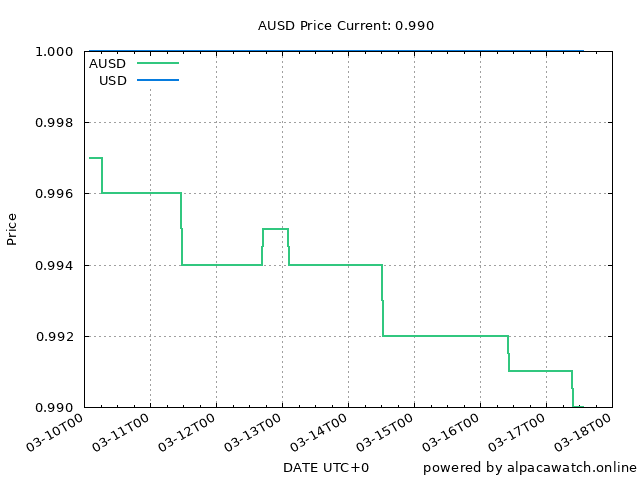 AUSD Price Current: 0.990
1.000
AUSD
USD
0.998
0.996
Price
0.994
0.992
0.990
03-10T00 03-11T00 03-12T00 03-13T00 03-14T00 03-15T00 03-16T00 03-17T00 03-18T00
DATE UTC+0 powered by alpacawatch.online